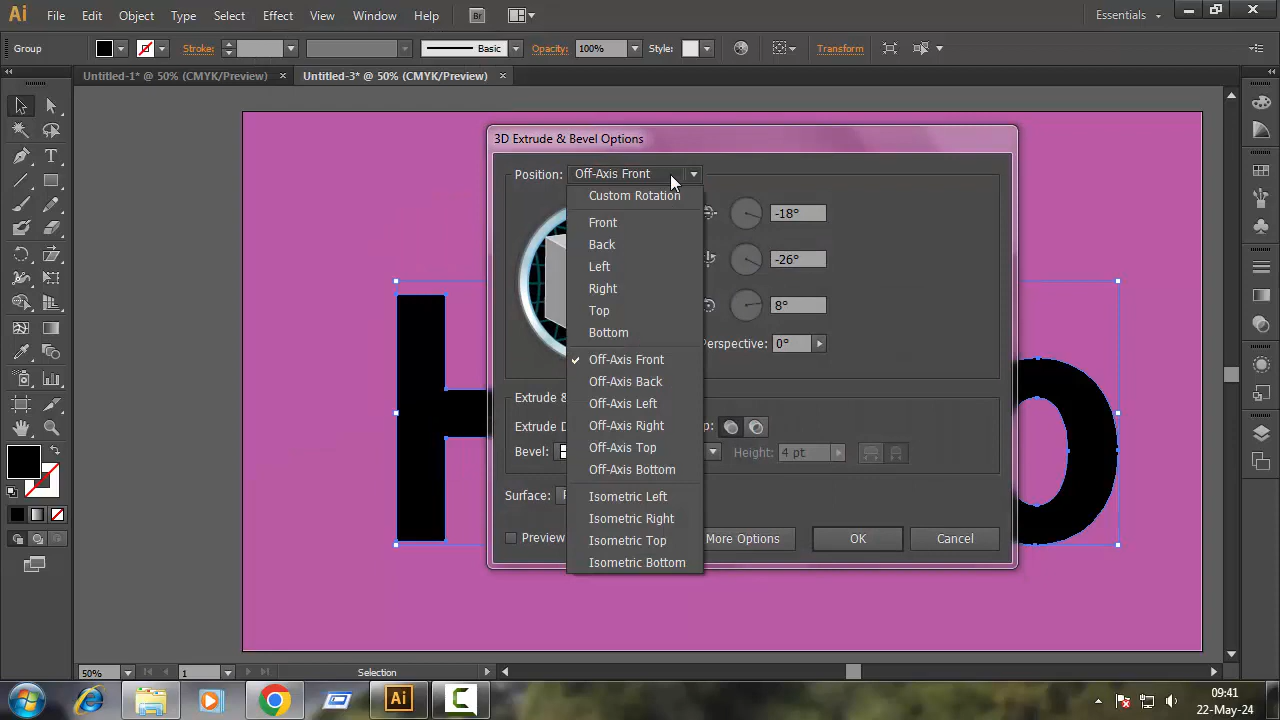 Ai File Edit Object Type Select Effect View Window Help Br Essentials
Group Stroke: Basic Opacity: 100% Style: Transform
Untitled-1* @ 50% (CMYK/Preview) × Untitled-3* @ 50% (CMYK/Preview) ×
3D Extrude & Bevel Options
Position: Off-Axis Front
Custom Rotation
-18°
Front
Back
-26°
Left
Right
8°
Top
Bottom
Perspective: 0°
Off-Axis Front
Off-Axis Back
Off-Axis Left
Extrude &
Off-Axis Right
Extrude D
p:
Off-Axis Top
Bevel:
Height: 4 pt
Off-Axis Bottom
Surface:
Isometric Left
Isometric Right
Isometric Top
Preview
More Options OK Cancel
Isometric Bottom
H o
50% 1 Selection
Ai C
09:41
22-May-24